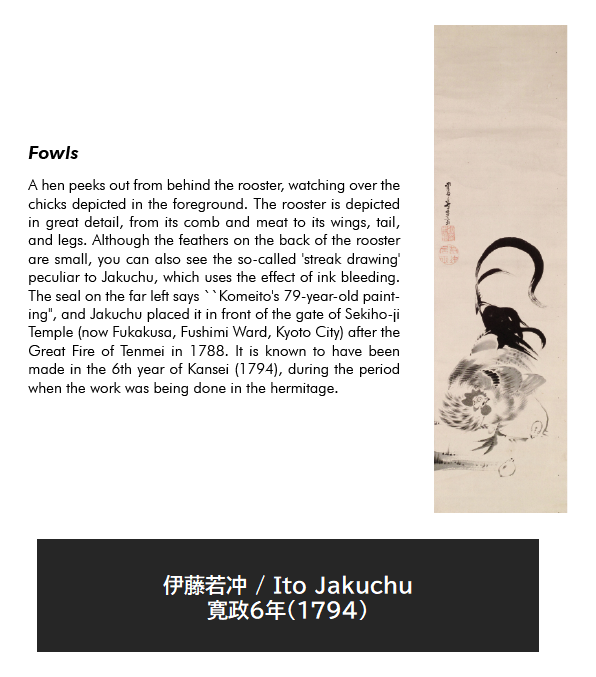 Fowls
A hen peeks out from behind the rooster, watching over the
chicks depicted in the foreground. The rooster is depicted
in great detail, from its comb and meat to its wings, tail,
and legs. Although the feathers on the back of the rooster
are small, you can also see the so-called 'streak drawing'
peculiar to Jakuchu, which uses the effect of ink bleeding.
The seal on the far left says ``Komeito's 79-year-old paint-
ing", and Jakuchu placed it in front of the gate of Sekiho-ji
Temple (now Fukakusa, Fushimi Ward, Kyoto City) after the
Great Fire of Tenmei in 1788. It is known to have been
made in the 6th year of Kansei (1794), during the period
when the work was being done in the hermitage.
伊藤若冲 / Ito Jakuchu
寛政6年(1794)